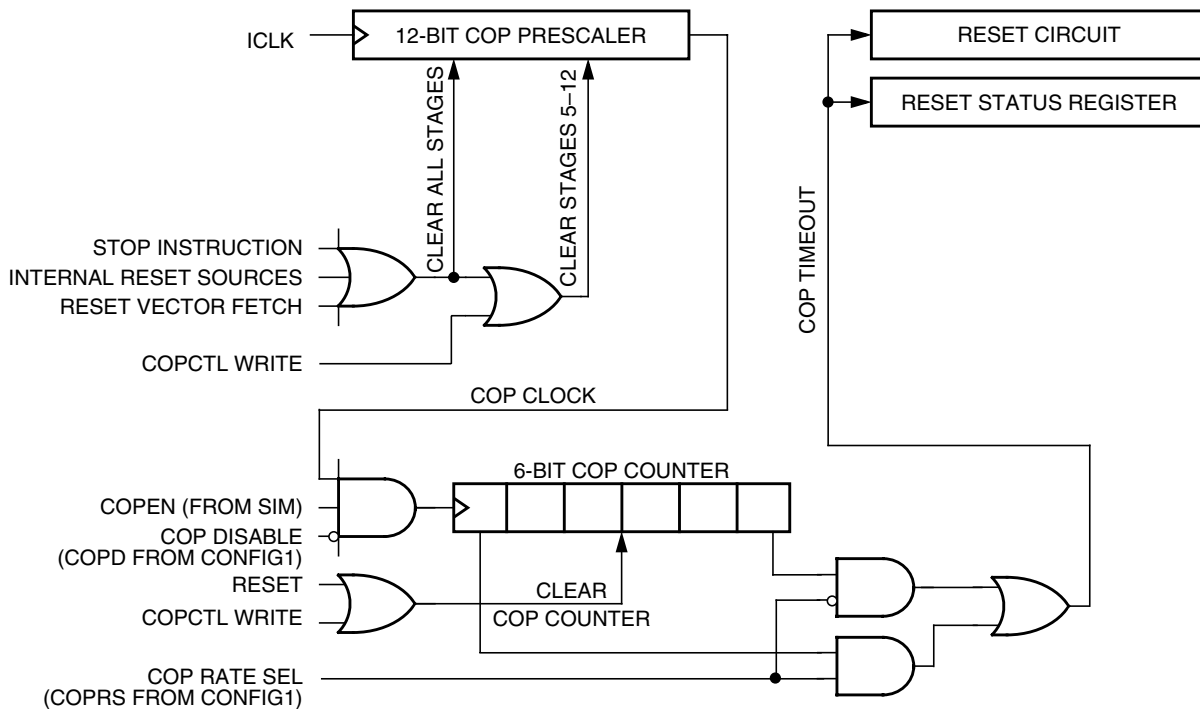 ICLK
12-BIT COP PRESCALER
RESET CIRCUIT
RESET STATUS REGISTER
CLEAR ALL STAGES
CLEAR STAGES 5–12
COP TIMEOUT
STOP INSTRUCTION
INTERNAL RESET SOURCES
RESET VECTOR FETCH
COPCTL WRITE
COP CLOCK
6-BIT COP COUNTER
COPEN (FROM SIM)
COP DISABLE
(COPD FROM CONFIG1)
RESET
CLEAR
COPCTL WRITE
COP COUNTER
COP RATE SEL
(COPRS FROM CONFIG1)